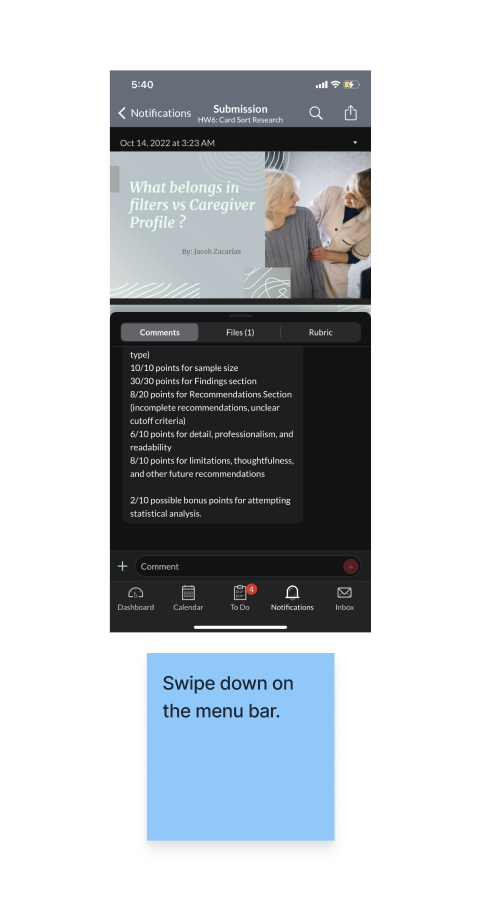 5:40
Notifications
Submission
HW6: Card Sort Research
Oct 14, 2022 at 3:23 AM
What belongs in
filters vs Caregiver
Profile ?
By: Jacob Zacarias
Comments
Files (1)
Rubric
type)
10/10 points for sample size
30/30 points for Findings section
8/20 points for Recommendations Section
(incomplete recommendations, unclear
cutoff criteria)
6/10 points for detail, professionalism, and
readability
8/10 points for limitations, thoughtfulness,
and other future recommendations
2/10 possible bonus points for attempting
statistical analysis.
Comment
4
Dashboard
Calendar
To Do
Notifications
Inbox
Swipe down on
the menu bar.